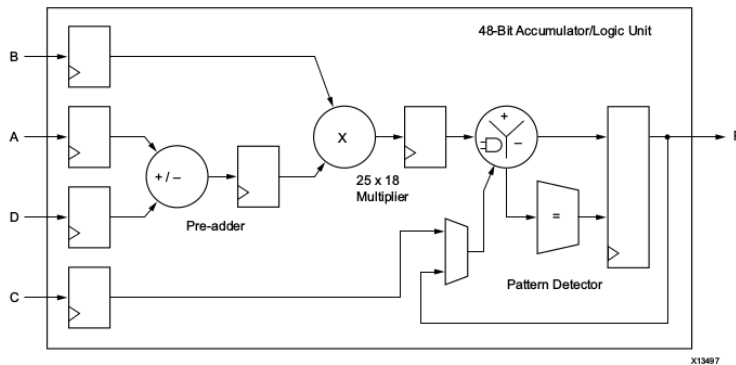 48-Bit Accumulator/Logic Unit
B
A
D
C
+ / –
Pre-adder
X
25 x 18
Multiplier
+
–
=
Pattern Detector
P
X13497